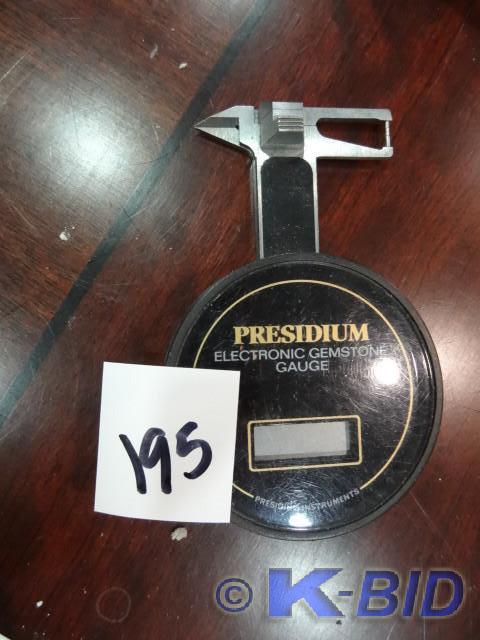 PRESIDIUM
ELECTRONIC GEMSTONE
GAUGE
195
PRESIDIUM INSTRUMENTS
© K-BID